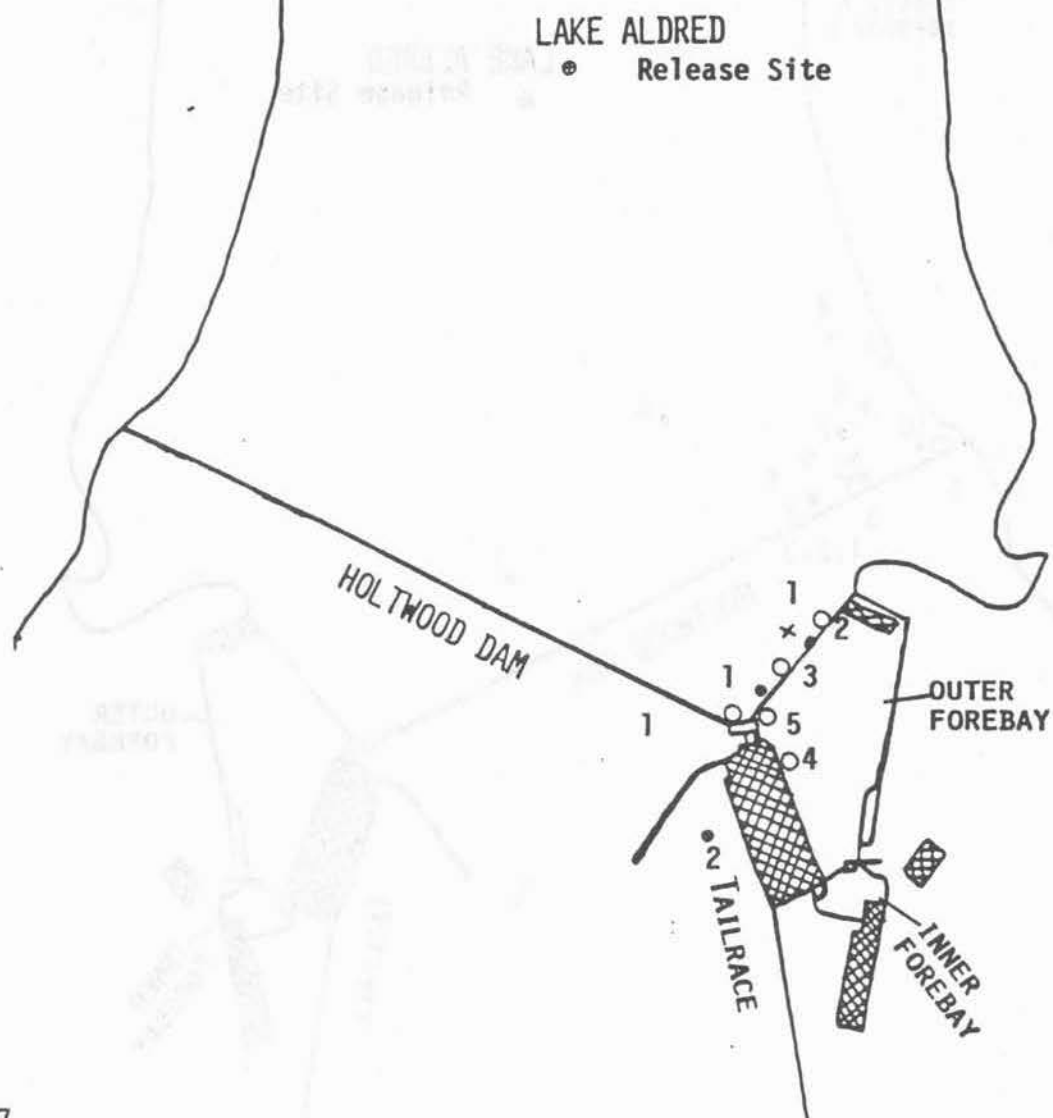 LAKE ALDRED
Release Site
HOLTWOOD DAM
1
2
1
3
1
5
4
OUTER
FOREBAY
2 TAILRACE
INNER
FOREBAY
7